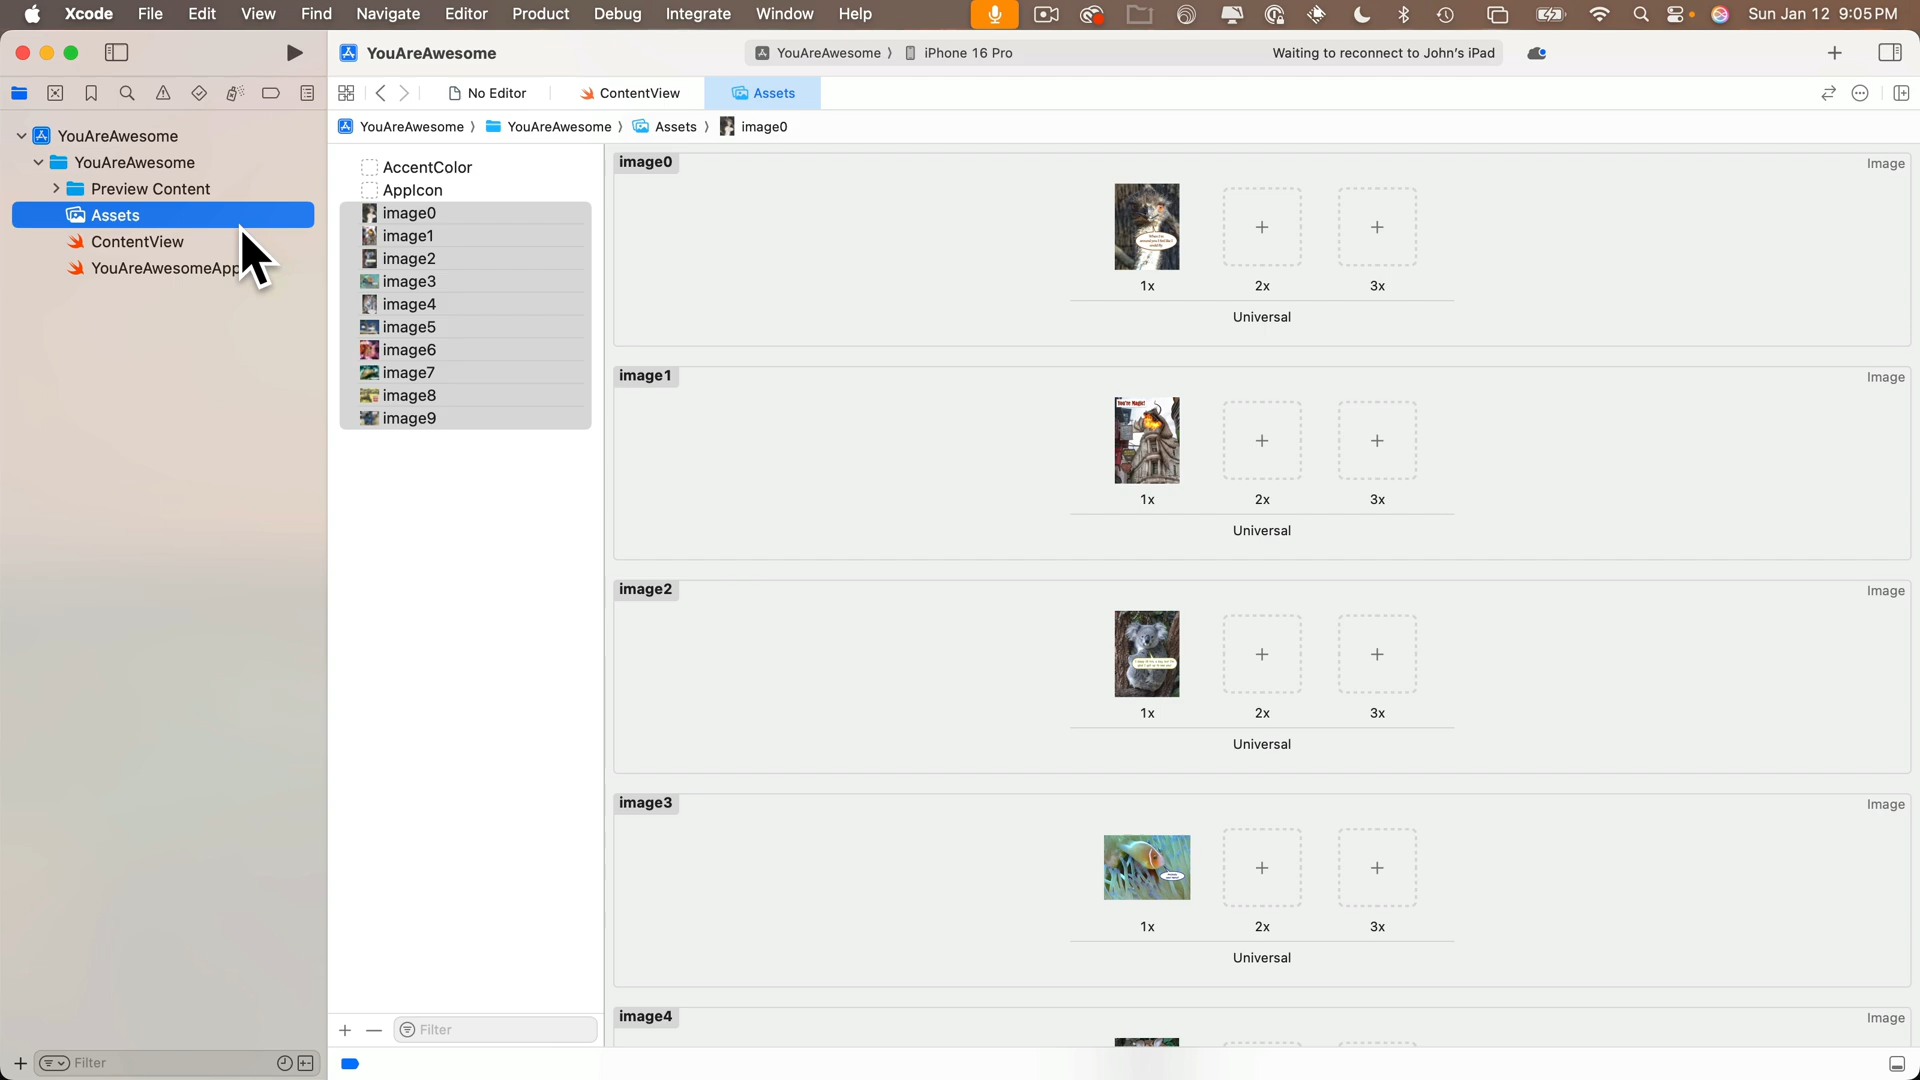 Xcode File Edit View Find Navigate Editor Product Debug Integrate Window Help Sun Jan 12 9:05 PM
YouAreAwesome YouAreAwesome 〉 iPhone 16 Pro Waiting to reconnect to John's iPad
No Editor ContentView Assets
YouAreAwesome 〉 YouAreAwesome 〉 Assets 〉 image0
YouAreAwesome
YouAreAwesome
Preview Content
Assets
ContentView
YouAreAwesomeApp
Filter
AccentColor
AppIcon
image0
image1
image2
image3
image4
image5
image6
image7
image8
image9
Filter
image0 Image
1x 2x 3x
Universal
image1 Image
You're Magic!
1x 2x 3x
Universal
image2 Image
1x 2x 3x
Universal
image3 Image
1x 2x 3x
Universal
image4 Image